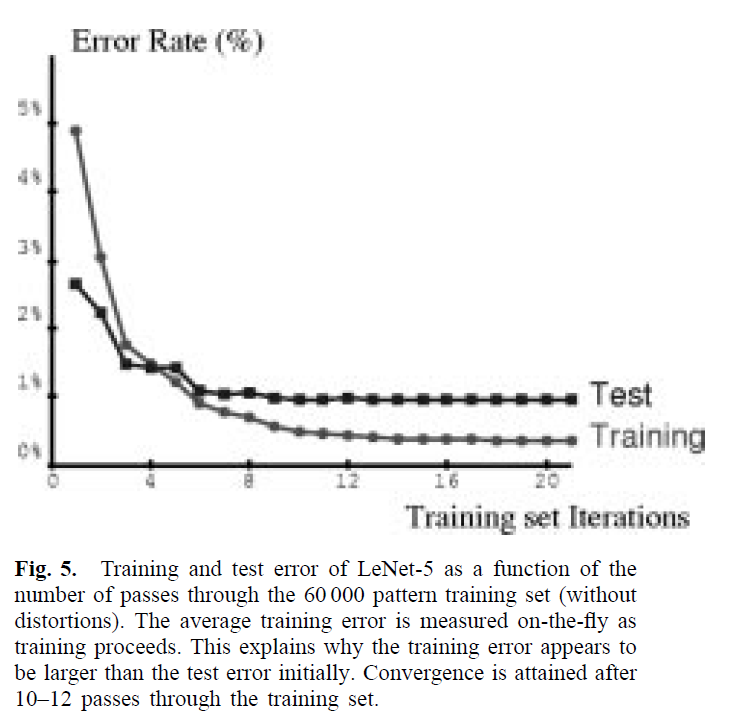 Error Rate (%)
5%
4%
3%
2%
1%
0%
0 4 8 12 16 20
Test
Training
Training set Iterations
Fig. 5. Training and test error of LeNet-5 as a function of the
number of passes through the 60 000 pattern training set (without
distortions). The average training error is measured on-the-fly as
training proceeds. This explains why the training error appears to
be larger than the test error initially. Convergence is attained after
10–12 passes through the training set.